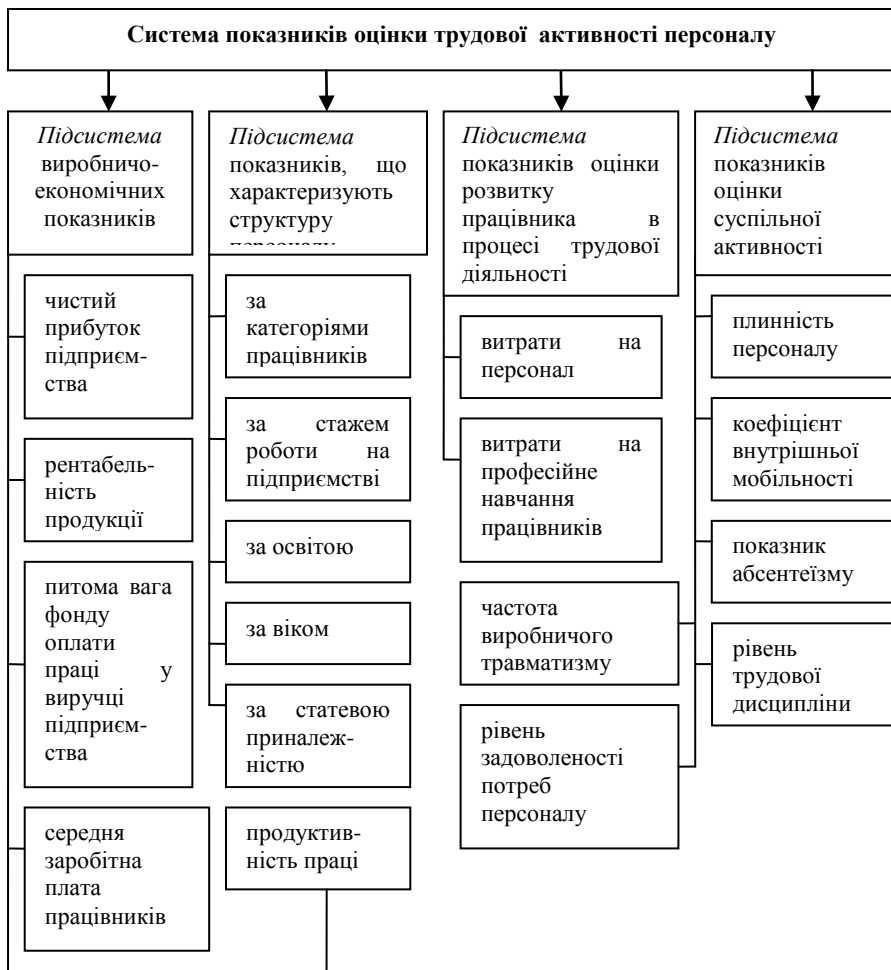 Система показників оцінки трудової активності персоналу
Підсистема
виробничо-
економічних
показників
Підсистема
показників, що
характеризують
структуру
персоналу
Підсистема
показників оцінки
розвитку
працівника в
процесі трудової
діяльності
Підсистема
показників
оцінки
суспільної
активності
чистий
прибуток
підприєм-
ства
рентабель-
ність
продукції
питома вага
фонду
оплати
праці у
виручці
підприєм-
ства
середня
заробітна
плата
працівників
за
категоріями
працівників
за стажем
роботи на
підприємстві
за освітою
за віком
за статевою
приналеж-
ністю
продуктив-
ність праці
витрати на
персонал
витрати на
професійне
навчання
працівників
частота
виробничого
травматизму
рівень
задоволеності
потреб
персоналу
плинність
персоналу
коефіцієнт
внутрішньої
мобільності
показник
абсентеїзму
рівень
трудової
дисципліни